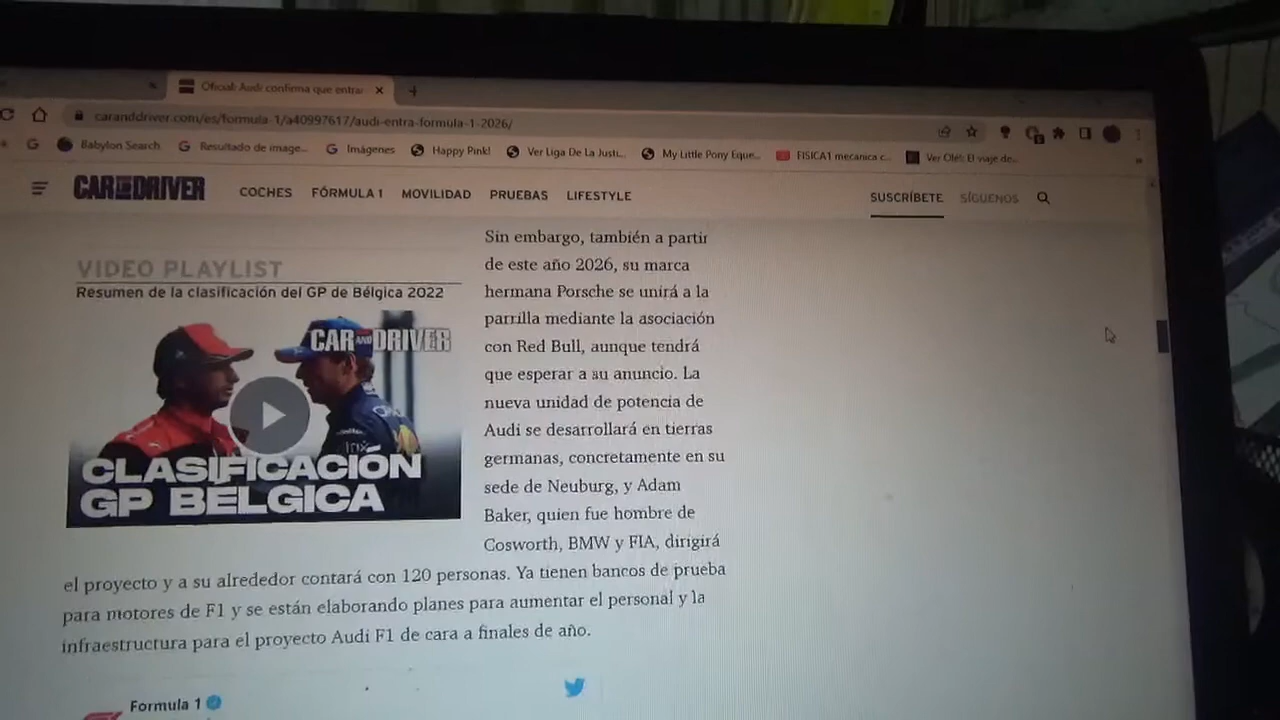 Oficial: Audi confirma que entrar
caranddriver.com/es/formula-1/a40997617/audi-entra-formula-1-2026/
Babylon Search
Resultado de image...
Imágenes
Happy Pink!
Ver Liga De La Justi...
My Little Pony Eque...
FISICA1 mecanica c...
Ver Olé!: El viaje de...
CAR AND DRIVER
COCHES
FÓRMULA 1
MOVILIDAD
PRUEBAS
LIFESTYLE
SUSCRÍBETE
SÍGUENOS
VIDEO PLAYLIST
Resumen de la clasificación del GP de Bélgica 2022
CAR AND DRIVER
CLASIFICACIÓN
GP BÉLGICA
Sin embargo, también a partir
de este año 2026, su marca
hermana Porsche se unirá a la
parrilla mediante la asociación
con Red Bull, aunque tendrá
que esperar a su anuncio. La
nueva unidad de potencia de
Audi se desarrollará en tierras
germanas, concretamente en su
sede de Neuburg, y Adam
Baker, quien fue hombre de
Cosworth, BMW y FIA, dirigirá
el proyecto y a su alrededor contará con 120 personas. Ya tienen bancos de prueba
para motores de F1 y se están elaborando planes para aumentar el personal y la
infraestructura para el proyecto Audi F1 de cara a finales de año.
Formula 1